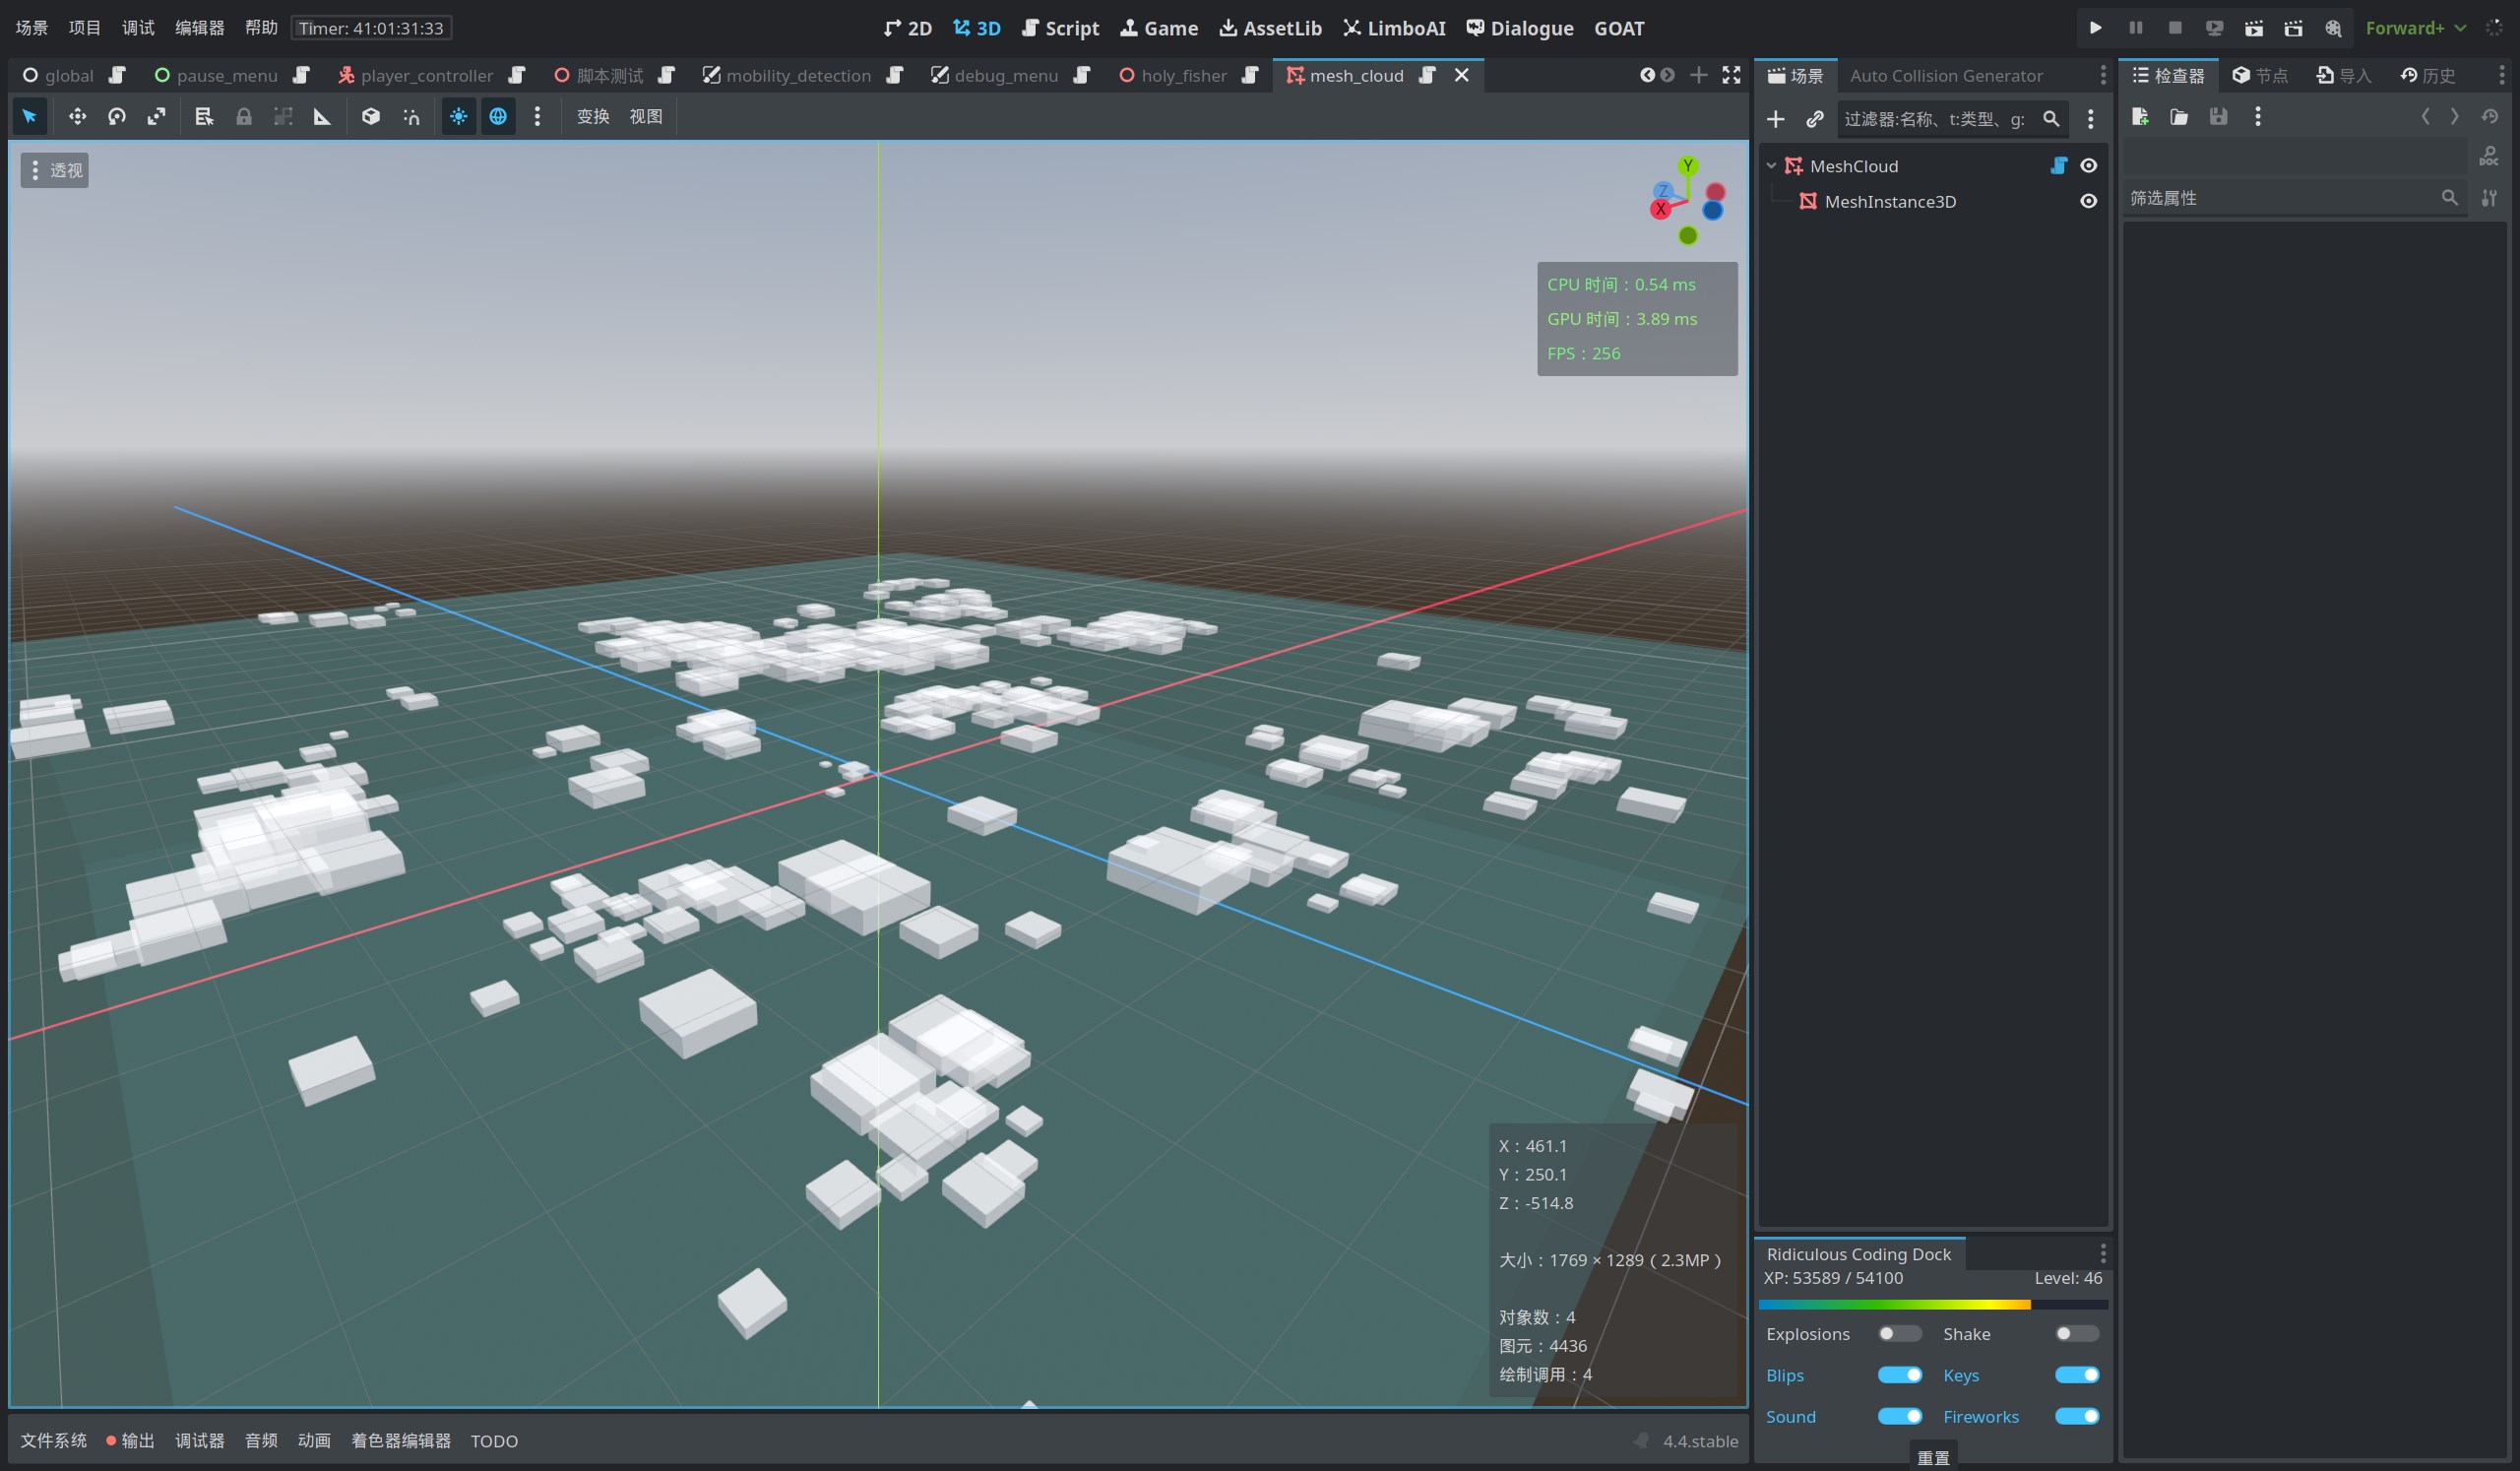 场景 项目 调试 编辑器 帮助 Timer: 41:01:31:33 2D 3D Script Game AssetLib LimboAI Dialogue GOAT Forward+
global pause_menu player_controller 脚本测试 mobility_detection debug_menu holy_fisher mesh_cloud
变换 视图
透视
Y
Z
X
CPU 时间：0.54 ms
GPU 时间：3.89 ms
FPS：256
X：461.1
Y：250.1
Z：-514.8
大小：1769 × 1289（2.3MP）
对象数：4
图元：4436
绘制调用：4
文件系统 输出 调试器 音频 动画 着色器编辑器 TODO 4.4.stable
场景 Auto Collision Generator
过滤器:名称、t:类型、g:
MeshCloud
MeshInstance3D
Ridiculous Coding Dock
XP: 53589 / 54100 Level: 46
Explosions Shake
Blips Keys
Sound Fireworks
重置
检查器 节点 导入 历史
DOC
筛选属性